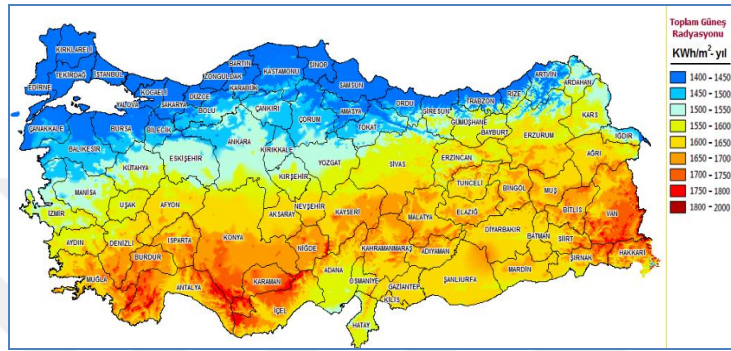 Toplam Güneş
Radyasyonu
KWh/m²-yıl
1400 - 1450
1450 - 1500
1500 - 1550
1550 - 1600
1600 - 1650
1650 - 1700
1700 - 1750
1750 - 1800
1800 - 2000
KIRKLARELİ
TEKİRDAĞ
İSTANBUL
EDİRNE
KOCAELİ
YALOVA
SAKARYA
DÜZCE
ZONGULDAK
BARTIN
KARABÜK
KASTAMONU
SİNOP
SAMSUN
BOLU
ÇANKIRI
ÇORUM
AMASYA
TOKAT
ORDU
GİRESUN
TRABZON
RİZE
ARTVİN
ARDAHAN
KARS
IĞDIR
GÜMÜŞHANE
BAYBURT
ERZURUM
AĞRI
ÇANAKKALE
BURSA
BİLECİK
BALIKESİR
KÜTAHYA
ESKİŞEHİR
ANKARA
KIRIKKALE
YOZGAT
KIRŞEHİR
SİVAS
ERZİNCAN
TUNCELİ
BİNGÖL
MUŞ
BİTLİS
VAN
MANİSA
İZMİR
UŞAK
AFYON
AKSARAY
NEVŞEHİR
KAYSERİ
MALATYA
ELAZIĞ
DİYARBAKIR
BATMAN
SİİRT
ŞIRNAK
HAKKARİ
AYDIN
DENİZLİ
ISPARTA
BURDUR
KONYA
NİĞDE
KAHRAMANMARAŞ
ADIYAMAN
MARDİN
ŞANLIURFA
MUĞLA
ANTALYA
KARAMAN
İÇEL
ADANA
OSMANİYE
GAZİANTEP
KİLİS
HATAY